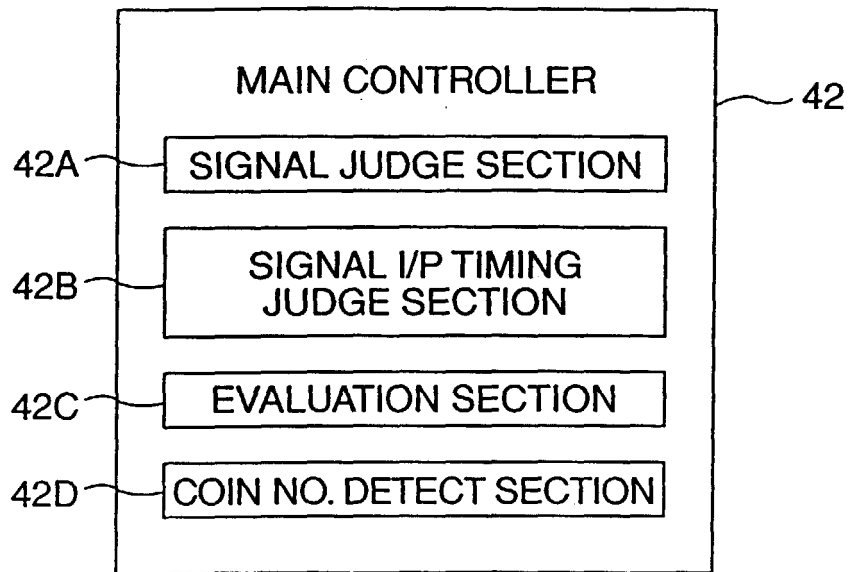 MAIN CONTROLLER
42
42A
SIGNAL JUDGE SECTION
42B
SIGNAL I/P TIMING
JUDGE SECTION
42C
EVALUATION SECTION
42D
COIN NO. DETECT SECTION